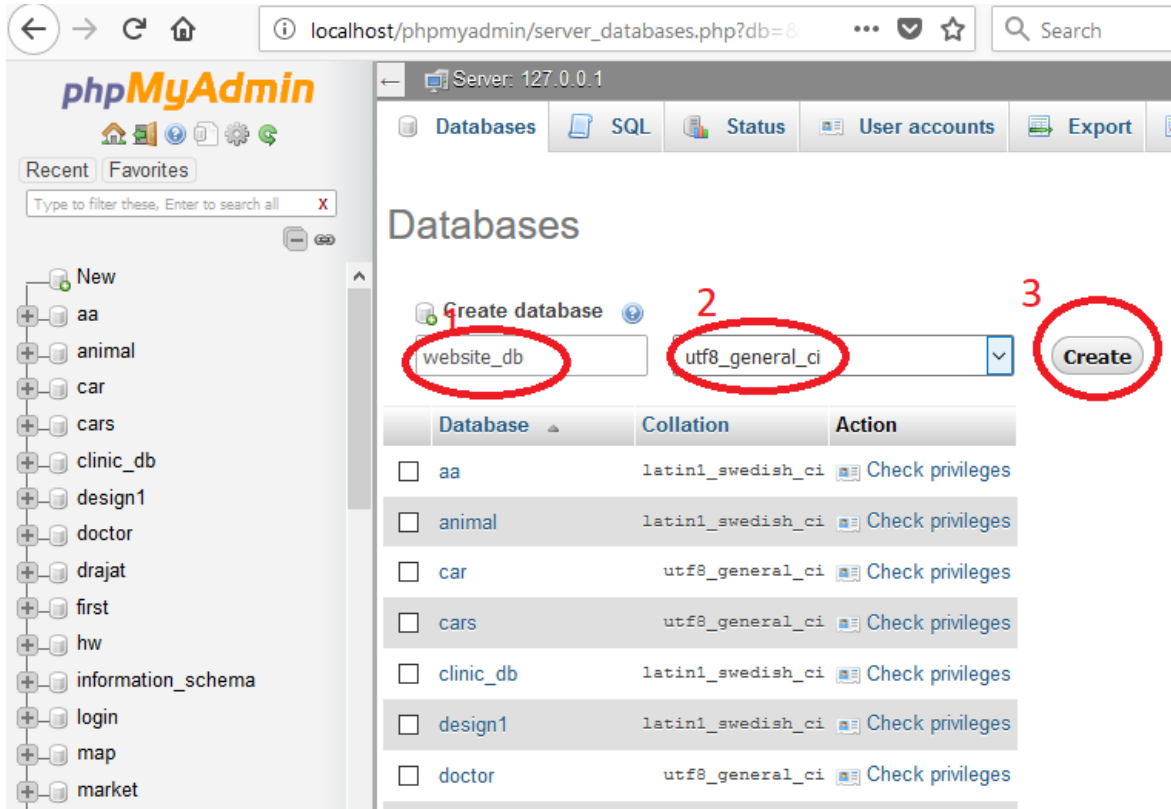 localhost/phpmyadmin/server_databases.php?db=&
Search
phpMyAdmin
Server: 127.0.0.1
Databases SQL Status User accounts Export
Recent Favorites
Type to filter these, Enter to search all X
Databases
New
aa
animal
car
cars
clinic_db
design1
doctor
drajat
first
hw
information_schema
login
map
market
1 2 3
Create database
website_db utf8_general_ci Create
Database Collation Action
aa latin1_swedish_ci Check privileges
animal latin1_swedish_ci Check privileges
car utf8_general_ci Check privileges
cars utf8_general_ci Check privileges
clinic_db latin1_swedish_ci Check privileges
design1 latin1_swedish_ci Check privileges
doctor utf8_general_ci Check privileges